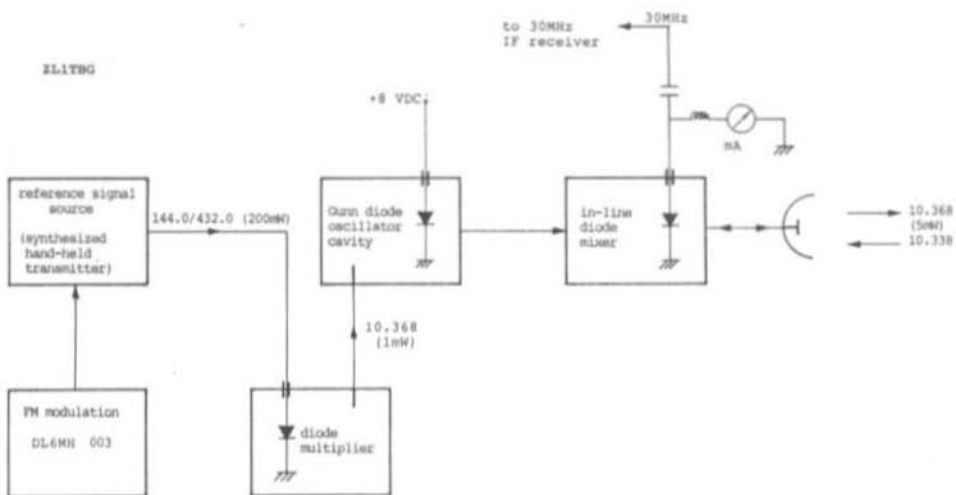 to 30MHz
IF receiver
30MHz
ZL1TBG
+8 VDC
mA
reference signal
source
(synthesized
hand-held
transmitter)
144.0/432.0 (200mW)
Gunn diode
oscillator
cavity
in-line
diode
mixer
10.368
(5mW)
10.338
10.368
(1mW)
FM modulation
DL6MH 003
diode
multiplier